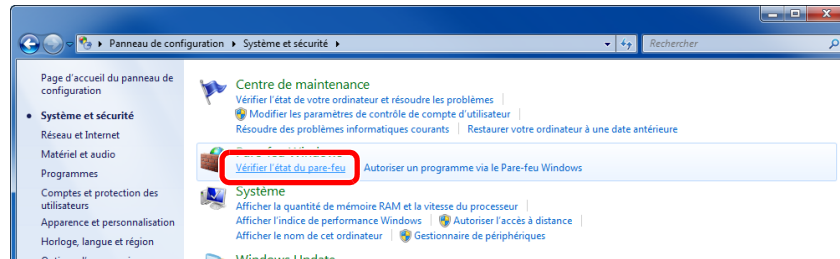 Panneau de configuration ▸ Système et sécurité ▸
Rechercher
Page d'accueil du panneau de
configuration
Système et sécurité
Réseau et Internet
Matériel et audio
Programmes
Comptes et protection des
utilisateurs
Apparence et personnalisation
Horloge, langue et région
Centre de maintenance
Vérifier l'état de votre ordinateur et résoudre les problèmes
Modifier les paramètres de contrôle de compte d'utilisateur
Résoudre des problèmes informatiques courants | Restaurer votre ordinateur à une date antérieure
Pare-feu Windows
Vérifier l'état du pare-feu Autoriser un programme via le Pare-feu Windows
Système
Afficher la quantité de mémoire RAM et la vitesse du processeur
Afficher l'indice de performance Windows | Autoriser l'accès à distance
Afficher le nom de cet ordinateur | Gestionnaire de périphériques
Windows Update